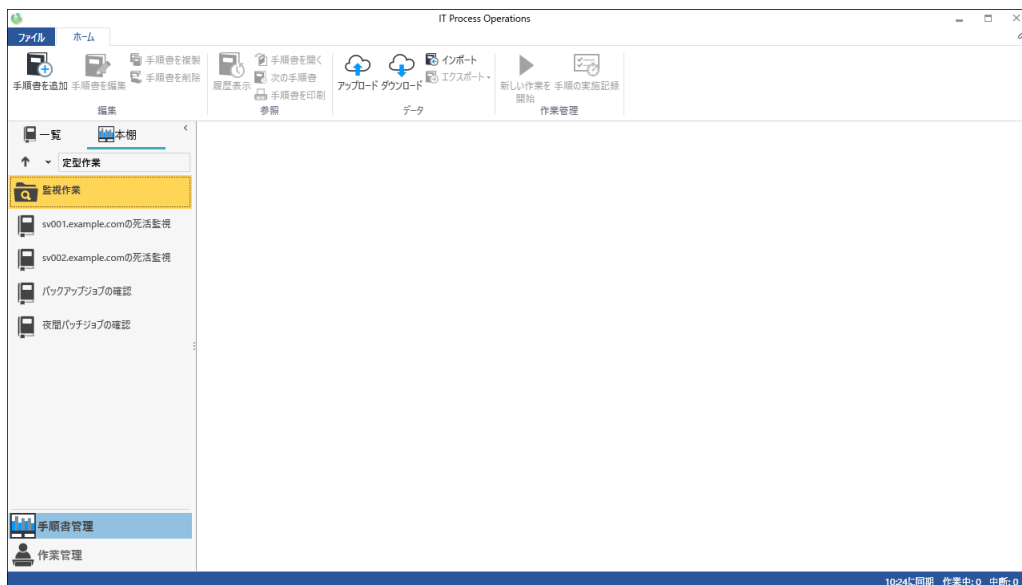 IT Process Operations
ファイル ホーム
手順書を追加 手順書を編集 手順書を複製 手順書を削除
編集
履歴表示 手順書を開く 次の手順書 手順書を印刷
参照
アップロード ダウンロード インポート エクスポート
データ
新しい作業を開始 手順の実施記録
作業管理
一覧 本棚
定型作業
監視作業
sv001.example.comの死活監視
sv002.example.comの死活監視
バックアップジョブの確認
夜間バッチジョブの確認
手順書管理
作業管理
10:24に同期 作業中: 0 中断: 0